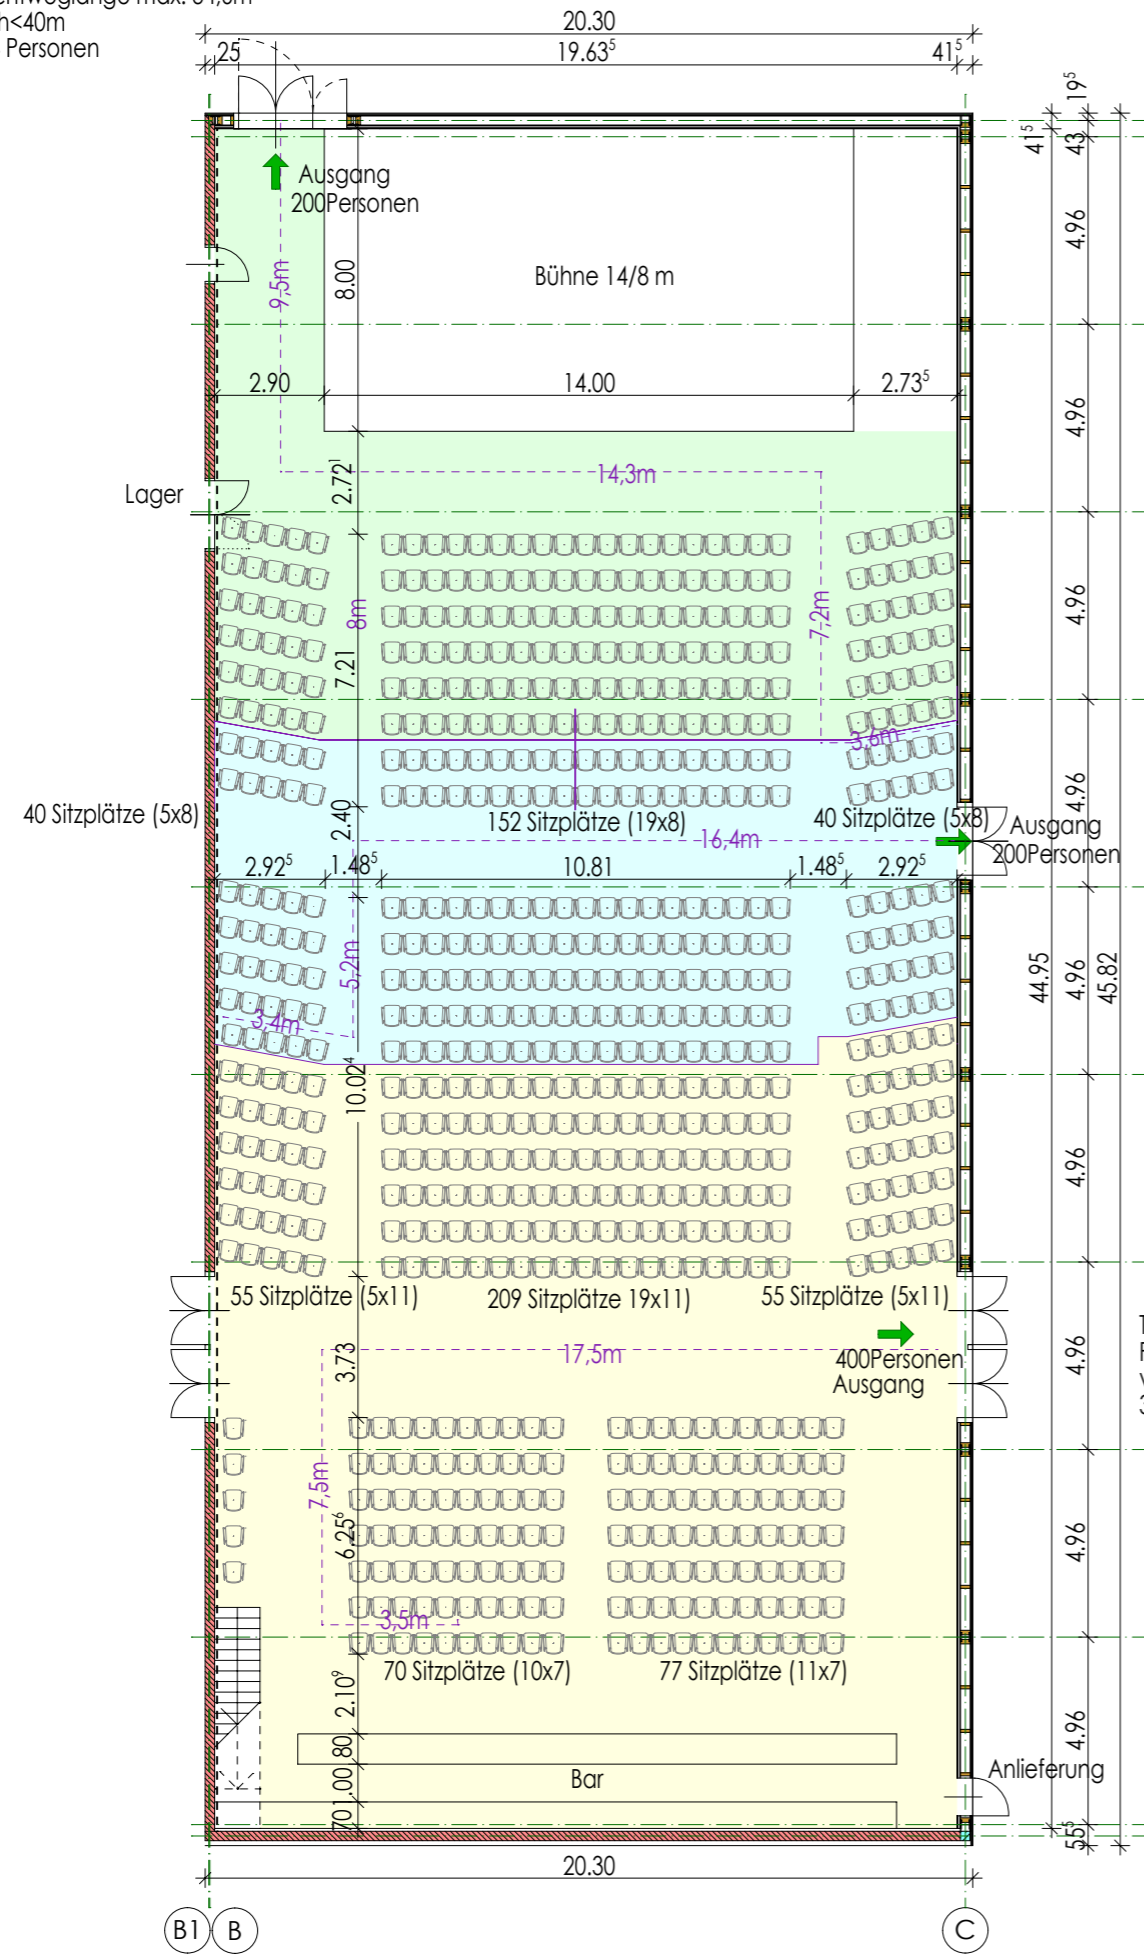 max. 34,6m
h<40m
Personen
20.30
25
19.63⁵
41⁵
19⁵
41⁵
43
Ausgang
200Personen
4.96
9,5m
8.00
Bühne 14/8 m
2.90
14.00
2.73⁵
4.96
2.72¹
14,3m
Lager
4.96
8m
7,2m
7.21
3,6m
4.96
40 Sitzplätze (5x8)
2.40
152 Sitzplätze (19x8)
40 Sitzplätze (5x8)
16,4m
Ausgang
200Personen
2.92⁵
1.48⁵
10.81
1.48⁵
2.92⁵
5,2m
44.95
4.96
45.82
3,4m
10.02⁴
4.96
55 Sitzplätze (5x11)
209 Sitzplätze 19x11)
55 Sitzplätze (5x11)
3.73
17,5m
400Personen
Ausgang
4.96
7,5m
6.25⁶
4.96
3,5m
70 Sitzplätze (10x7)
77 Sitzplätze (11x7)
2.10⁹
4.96
80
Bar
Anlieferung
1.00
70
55⁵
20.30
B1
B
C